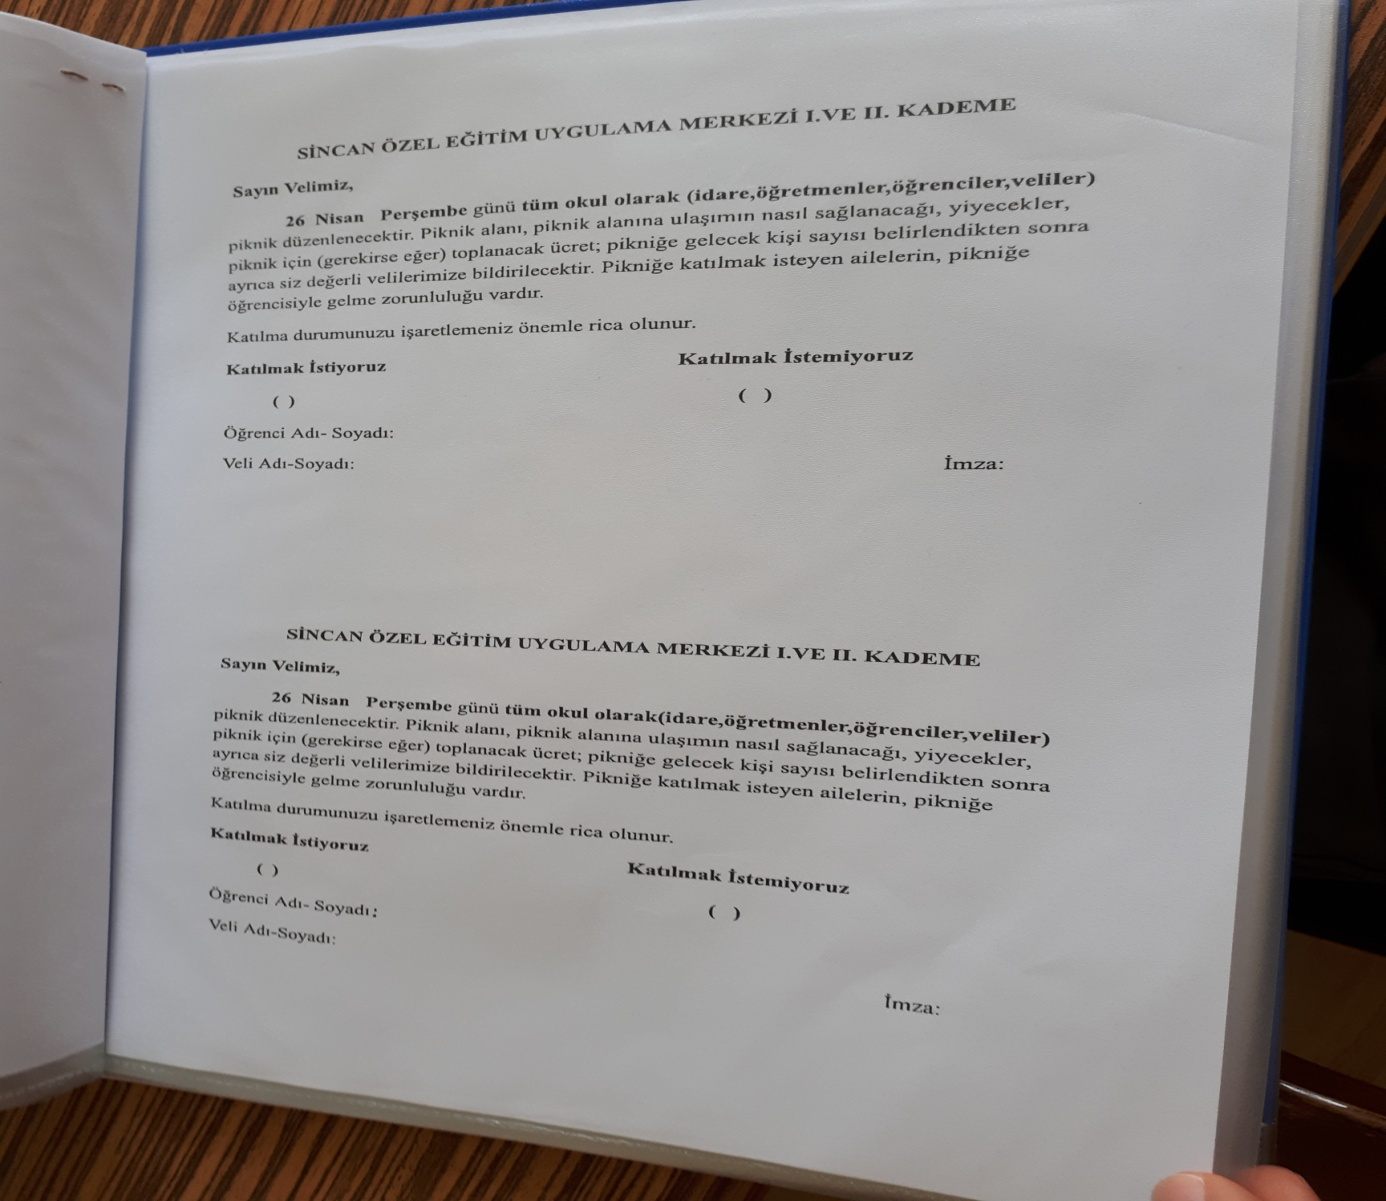 SİNCAN ÖZEL EĞİTİM UYGULAMA MERKEZİ I.VE II. KADEME
Sayın Velimiz,
26 Nisan Perşembe günü tüm okul olarak (idare,öğretmenler,öğrenciler,veliler)
piknik düzenlenecektir. Piknik alanı, piknik alanına ulaşımın nasıl sağlanacağı, yiyecekler,
piknik için (gerekirse eğer) toplanacak ücret; pikniğe gelecek kişi sayısı belirlendikten sonra
ayrıca siz değerli velilerimize bildirilecektir. Pikniğe katılmak isteyen ailelerin, pikniğe
öğrencisiyle gelme zorunluluğu vardır.
Katılma durumunuzu işaretlemeniz önemle rica olunur.
Katılmak İstiyoruz Katılmak İstemiyoruz
( ) ( )
Öğrenci Adı- Soyadı:
Veli Adı-Soyadı: İmza:
SİNCAN ÖZEL EĞİTİM UYGULAMA MERKEZİ I.VE II. KADEME
Sayın Velimiz,
26 Nisan Perşembe günü tüm okul olarak(idare,öğretmenler,öğrenciler,veliler)
piknik düzenlenecektir. Piknik alanı, piknik alanına ulaşımın nasıl sağlanacağı, yiyecekler,
piknik için (gerekirse eğer) toplanacak ücret; pikniğe gelecek kişi sayısı belirlendikten sonra
ayrıca siz değerli velilerimize bildirilecektir. Pikniğe katılmak isteyen ailelerin, pikniğe
öğrencisiyle gelme zorunluluğu vardır.
Katılma durumunuzu işaretlemeniz önemle rica olunur.
Katılmak İstiyoruz Katılmak İstemiyoruz
( ) ( )
Öğrenci Adı- Soyadı:
Veli Adı-Soyadı:
İmza: